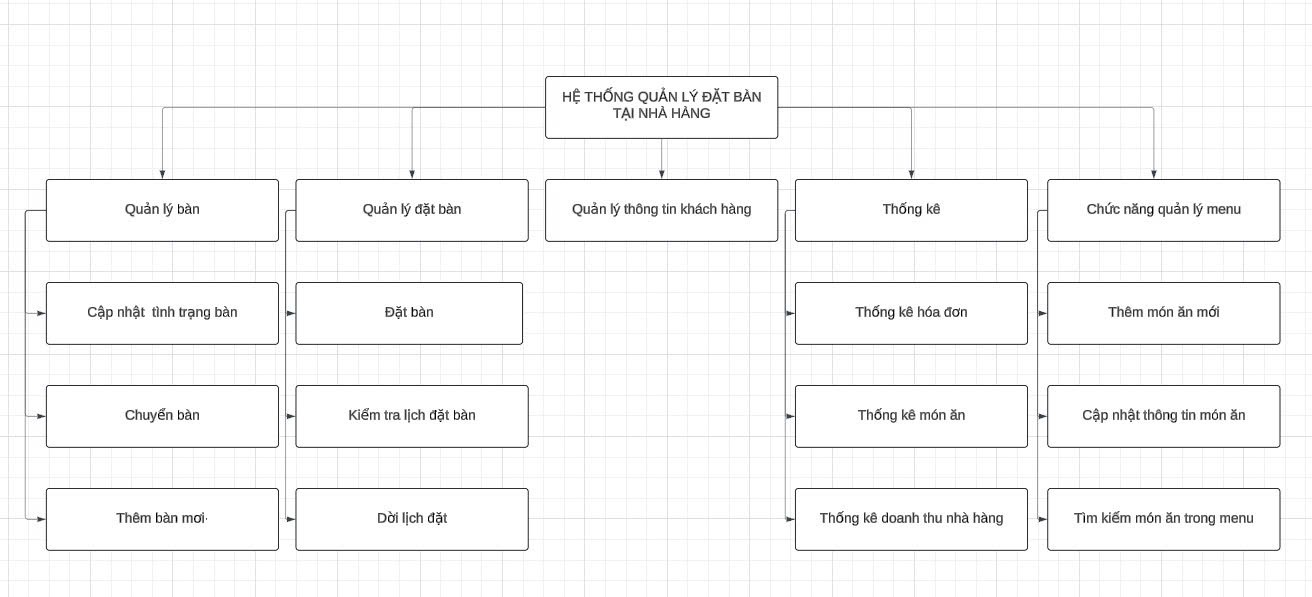 HỆ THỐNG QUẢN LÝ ĐẶT BÀN
TẠI NHÀ HÀNG
Quản lý bàn
Quản lý đặt bàn
Quản lý thông tin khách hàng
Thống kê
Chức năng quản lý menu
Cập nhật  tình trạng bàn
Đặt bàn
Thống kê hóa đơn
Thêm món ăn mới
Chuyển bàn
Kiểm tra lịch đặt bàn
Thống kê món ăn
Cập nhật thông tin món ăn
Thêm bàn mơi
Dời lịch đặt
Thống kê doanh thu nhà hàng
Tìm kiếm món ăn trong menu